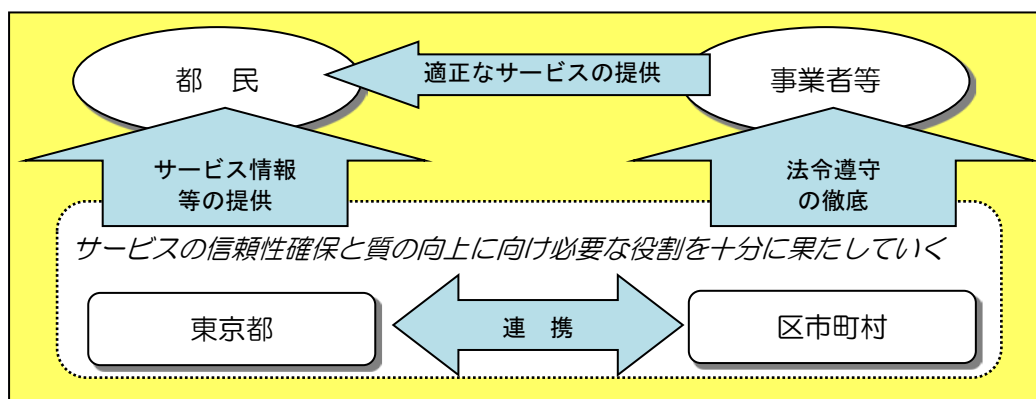 都　民
適正なサービスの提供
事業者等
サービス情報
等の提供
法令遵守
の徹底
サービスの信頼性確保と質の向上に向け必要な役割を十分に果たしていく
東京都
連　携
区市町村